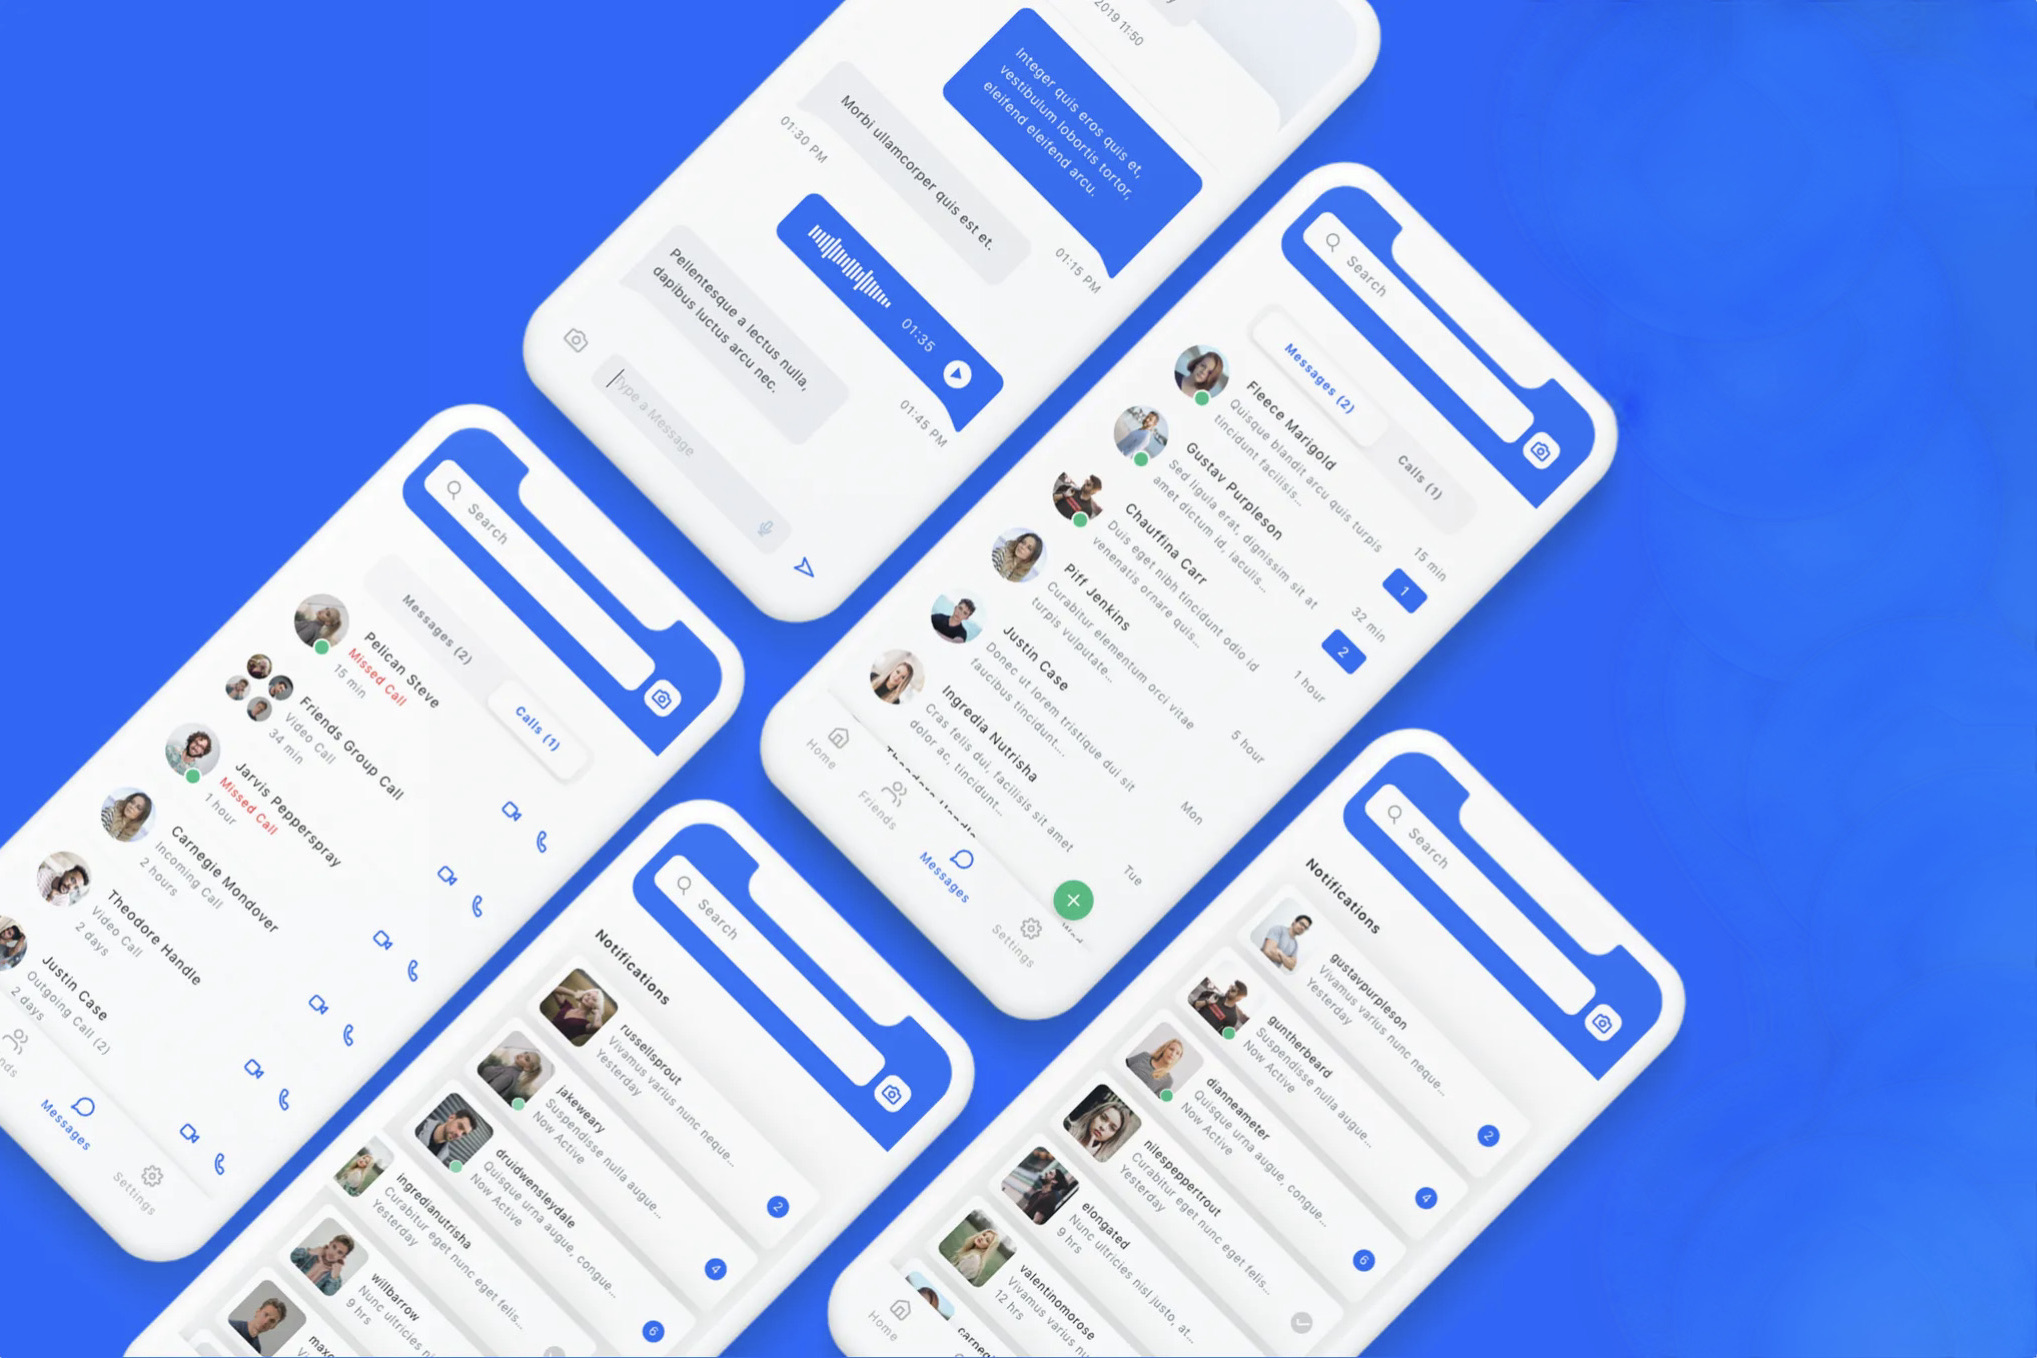 2019 11:50
Integer quis eros quis et,
vestibulum lobortis tortor,
eleifend eleifend arcu.
01:15 PM
Morbi ullamcorper quis est et.
01:30 PM
01:35
01:45 PM
Pellentesque a lectus nulla,
dapibus luctus arcu nec.
Type a Message
Search
Messages (2)
Calls (1)
Fleece Marigold
Quisque blandit arcu quis turpis
tincidunt facilisis...
15 min
1
Gustav Purpleson
Sed ligula erat, dignissim sit at
amet dictum id, iaculis...
32 min
2
Chauffina Carr
Duis eget nibh tincidunt odio id
venenatis ornare quis...
1 hour
Piff Jenkins
Curabitur elementum orci vitae
turpis vulputate...
5 hour
Justin Case
Donec ut lorem tristique dui sit
faucibus tincidunt...
Mon
Ingredia Nutrisha
Cras felis dui, facilisis sit amet
dolor ac, tincidunt...
Tue
Theodore Handle
Home
Friends
Messages
Settings
Search
Messages (2)
Calls (1)
Pelican Steve
Missed Call
15 min
Friends Group Call
Video Call
34 min
Jarvis Pepperspray
Missed Call
1 hour
Carnegie Mondover
Incoming Call
2 hours
Theodore Handle
Video Call
2 days
Justin Case
Outgoing Call (2)
2 days
nds
Messages
Settings
Search
Notifications
russellsprout
Vivamus varius nunc neque...
Yesterday
2
jakeweary
Suspendisse nulla augue...
Now Active
4
druidwensleydale
Quisque urna augue, congue...
Now Active
6
ingredianutrisha
Curabitur eget nunc eget felis...
Yesterday
willbarrow
Nunc ultricies ni
9 hrs
Search
Notifications
gustavpurpleson
Vivamus varius nunc neque...
Yesterday
2
guntherbeard
Suspendisse nulla augue...
Now Active
4
dianneameter
Quisque urna augue, congue...
Now Active
6
nilespeppertrout
Curabitur eget nunc eget felis...
Yesterday
elongated
Nunc ultricies nisl justo, at...
9 hrs
valentinomorose
Vivamus varius nu
12 hrs
carnegi
Home